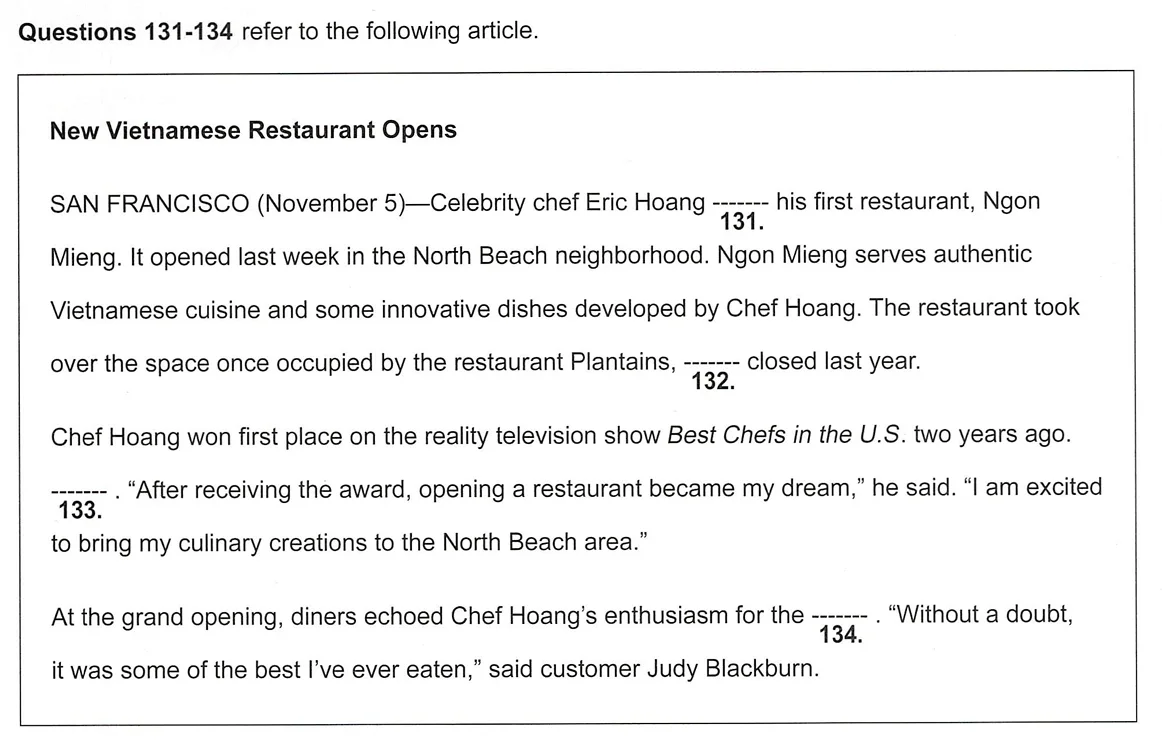 Questions 131-134 refer to the following article.
New Vietnamese Restaurant Opens
SAN FRANCISCO (November 5)—Celebrity chef Eric Hoang ------- his first restaurant, Ngon
131.
Mieng. It opened last week in the North Beach neighborhood. Ngon Mieng serves authentic
Vietnamese cuisine and some innovative dishes developed by Chef Hoang. The restaurant took
over the space once occupied by the restaurant Plantains, ------- closed last year.
132.
Chef Hoang won first place on the reality television show Best Chefs in the U.S. two years ago.
------- . “After receiving the award, opening a restaurant became my dream,” he said. “I am excited
133.
to bring my culinary creations to the North Beach area.”
At the grand opening, diners echoed Chef Hoang’s enthusiasm for the ------- . “Without a doubt,
134.
it was some of the best I’ve ever eaten,” said customer Judy Blackburn.